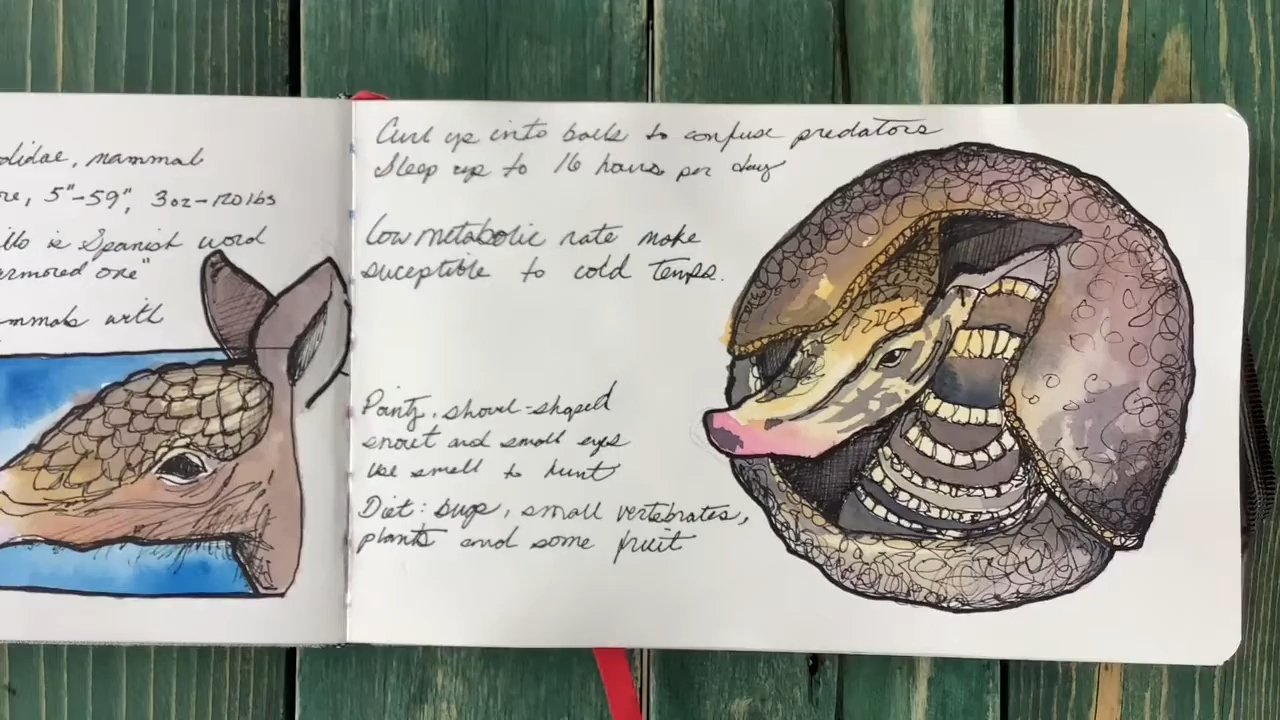 odidae, mammal
re, 5"-59", 3oz-120lbs
illo is Spanish word
armored one"
mmals with
Curl up into balls to confuse predators
Sleep up to 16 hours per day
Low metabolic rate make
suceptible to cold temps.
Pointy, shovel-shaped
snout and small eyes
use smell to hunt
Diet: bugs, small vertebrates,
plants and some fruit